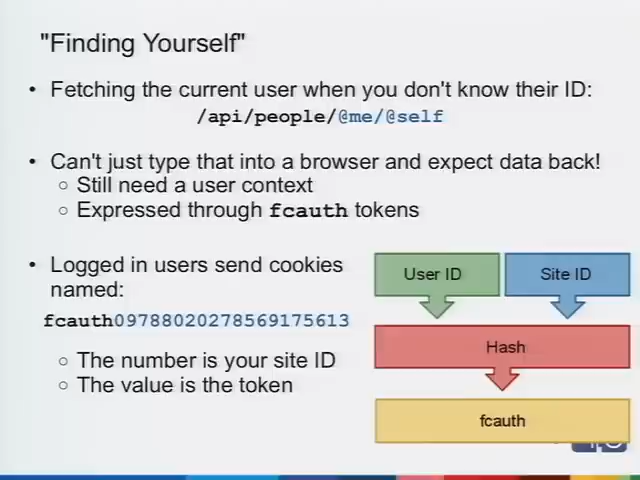 "Finding Yourself"
• Fetching the current user when you don't know their ID:
/api/people/@me/@self
• Can't just type that into a browser and expect data back!
○ Still need a user context
○ Expressed through fcauth tokens
• Logged in users send cookies
named:
fcauth09788020278569175613
○ The number is your site ID
○ The value is the token
User ID
Site ID
Hash
fcauth